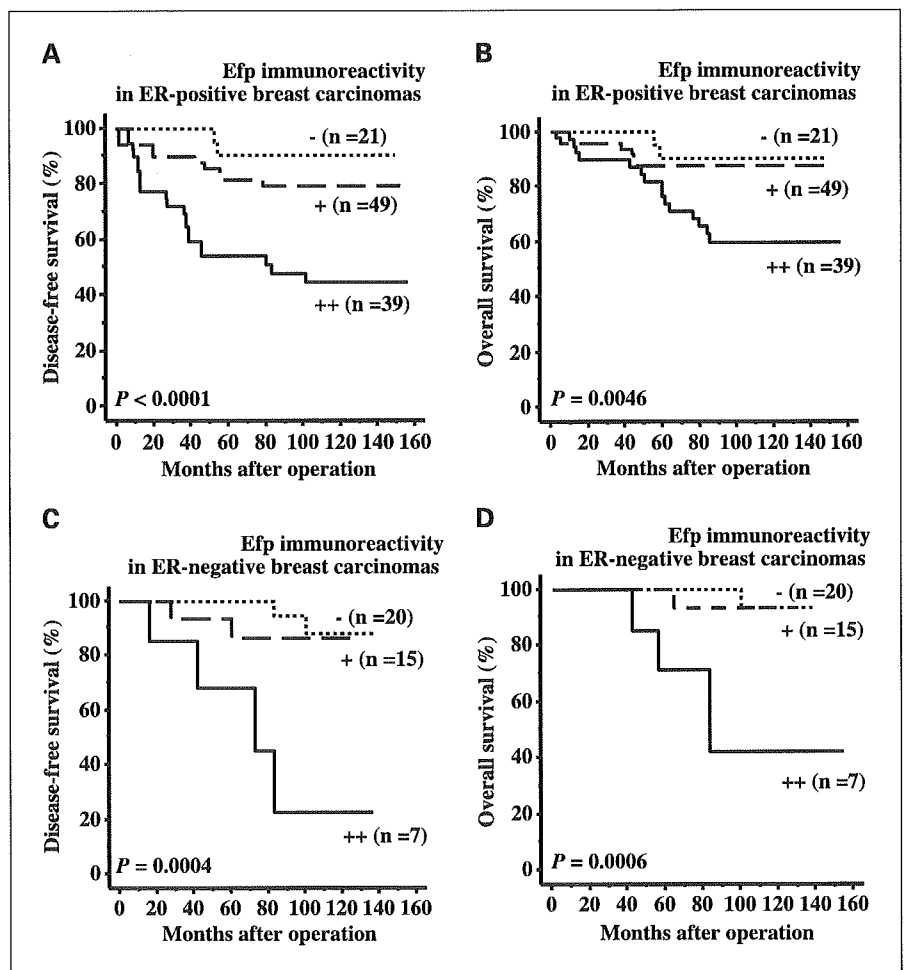 A
Efp immunoreactivity
in ER-positive breast carcinomas
Disease-free survival (%)
100
80
60
40
20
0
- (n =21)
+ (n =49)
++ (n =39)
P < 0.0001
0 20 40 60 80 100 120 140 160
Months after operation
B
Efp immunoreactivity
in ER-positive breast carcinomas
Overall survival (%)
100
80
60
40
20
0
- (n =21)
+ (n =49)
++ (n =39)
P = 0.0046
0 20 40 60 80 100 120 140 160
Months after operation
C
Efp immunoreactivity
in ER-negative breast carcinomas
Disease-free survival (%)
100
80
60
40
20
0
- (n =20)
+ (n =15)
++ (n =7)
P = 0.0004
0 20 40 60 80 100 120 140 160
Months after operation
D
Efp immunoreactivity
in ER-negative breast carcinomas
Overall survival (%)
100
80
60
40
20
0
- (n =20)
+ (n =15)
++ (n =7)
P = 0.0006
0 20 40 60 80 100 120 140 160
Months after operation